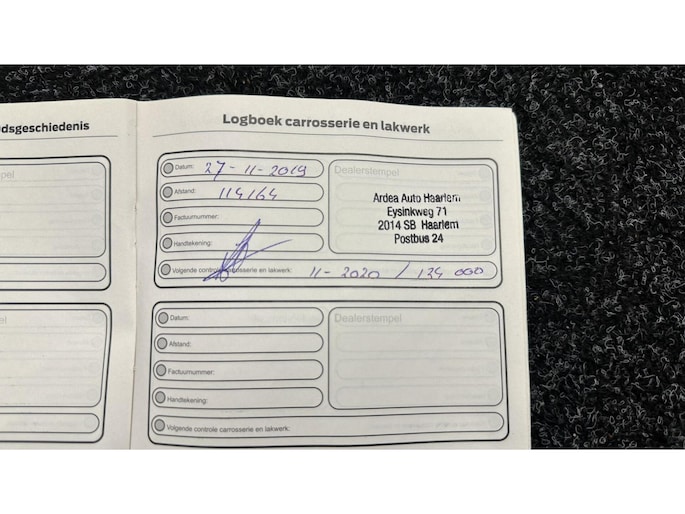 dsgeschiedenis
Logboek carrosserie en lakwerk
Datum: 27-11-2019
Afstand: 114164
Factuurnummer:
Handtekening:
Dealerstempel
Ardea Auto Haarlem
Eysinkweg 71
2014 SB Haarlem
Postbus 24
Volgende controle carrosserie en lakwerk: 11-2020 / 124 000
Datum:
Afstand:
Factuurnummer:
Handtekening:
Dealerstempel
Volgende controle carrosserie en lakwerk: